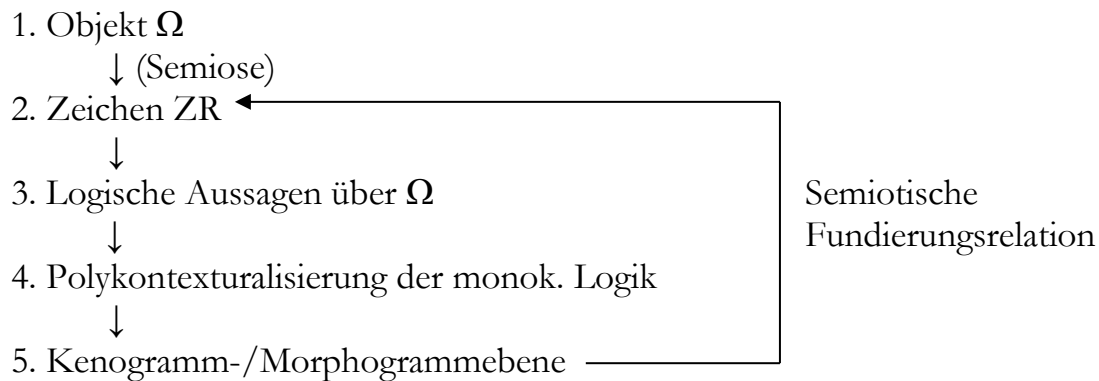 1. Objekt Ω
↓ (Semiose)
2. Zeichen ZR
↓
3. Logische Aussagen über Ω
↓
4. Polykontexturalisierung der monok. Logik
↓
5. Kenogramm-/Morphogrammebene
Semiotische
Fundierungsrelation